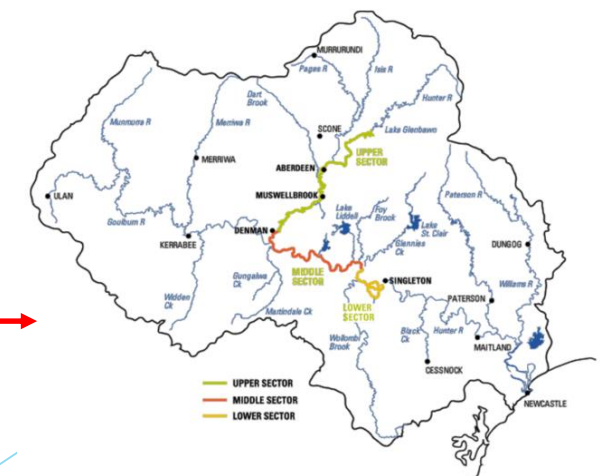 MURRURUNDI
Pages R
Isis R
Dart
Brook
Hunter R
Munmurra R
Merriwa R
SCONE
Lake Glenbawn
UPPER
SECTOR
MERRIWA
ABERDEEN
ULAN
MUSWELLBROOK
Paterson R
Goulburn R
Lake
Liddell
Foy
Brook
Lake
St. Clair
DENMAN
KERRABEE
Glennies
Ck
DUNGOG
Gungalwa
Ck
MIDDLE
SECTOR
SINGLETON
Williams R
Widden
Ck
Martindale Ck
LOWER
SECTOR
PATERSON
Wollombi
Brook
Black
Ck
Hunter R
MAITLAND
CESSNOCK
UPPER SECTOR
MIDDLE SECTOR
LOWER SECTOR
NEWCASTLE